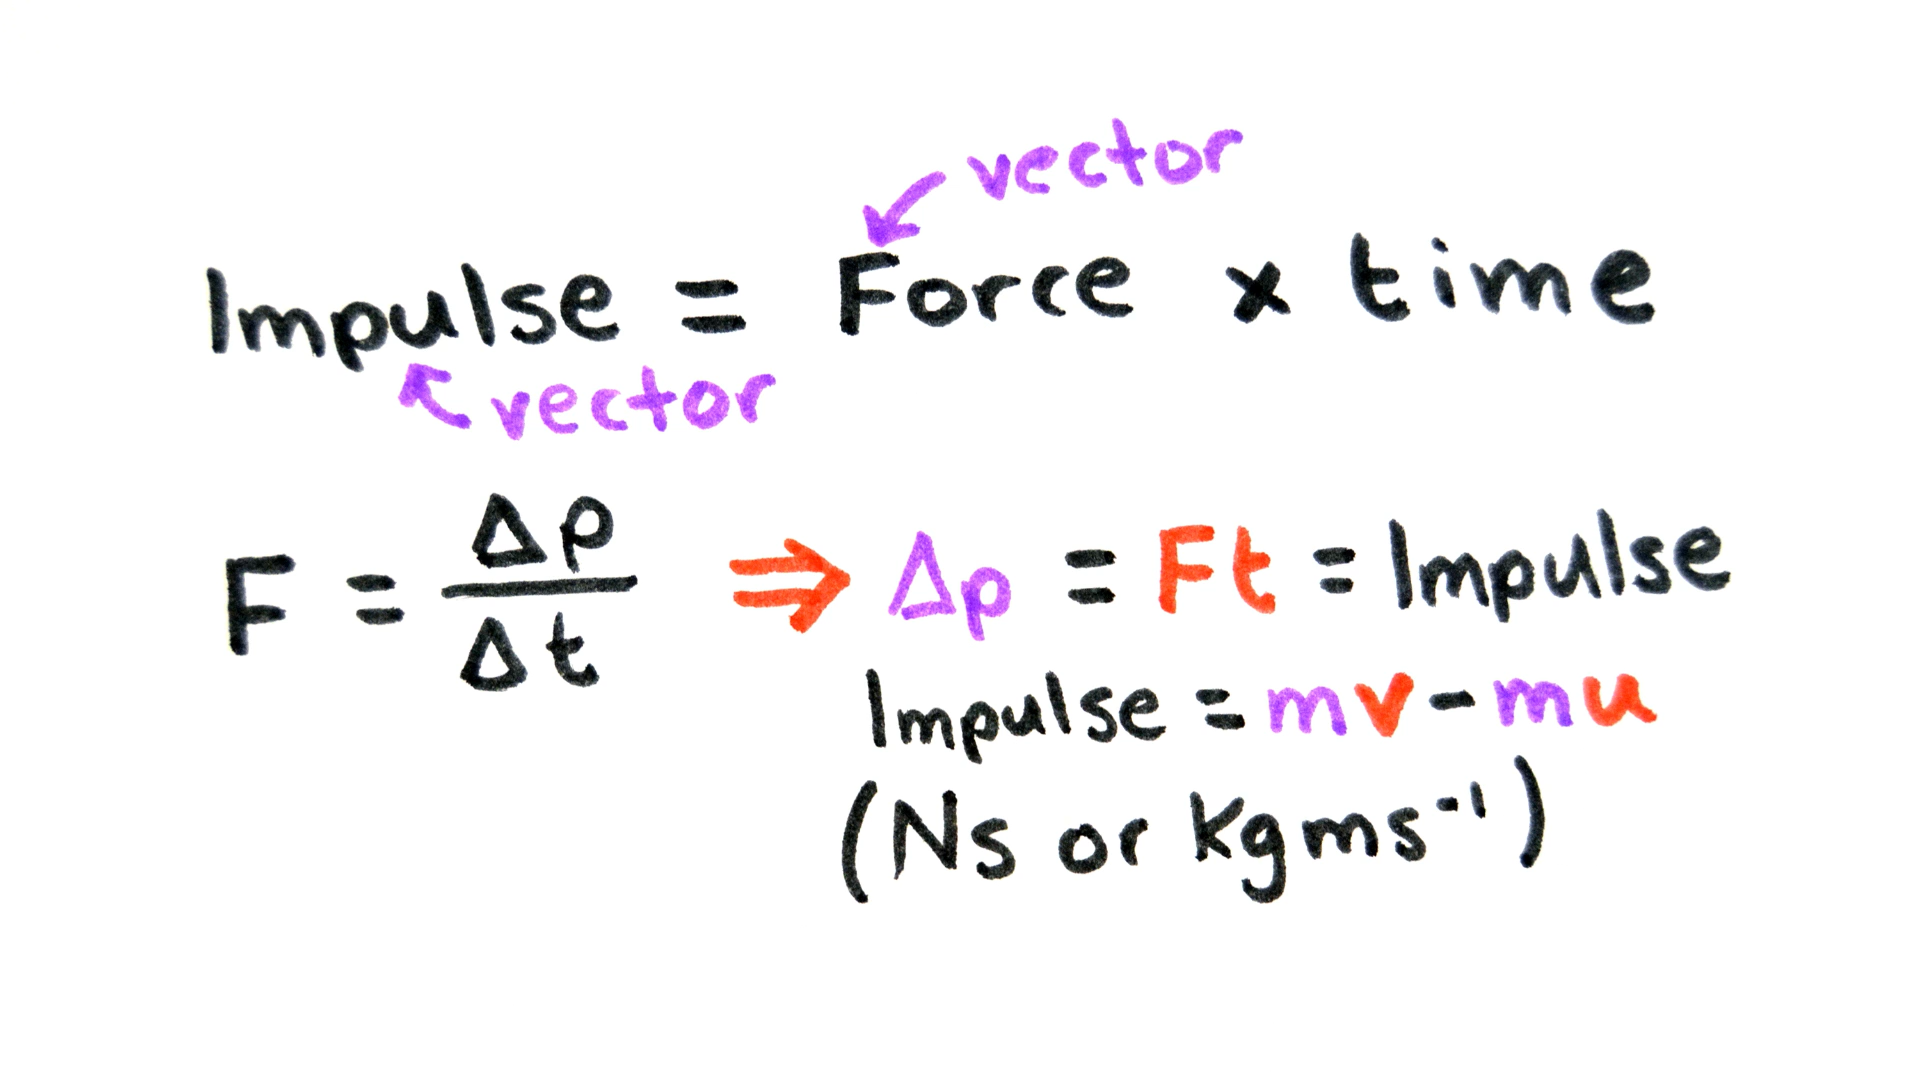 vector
Impulse = Force × time
vector
F = Δp/Δt ⇒ Δp = Ft = Impulse
Impulse = mv - mu
(Ns or kgms⁻¹)